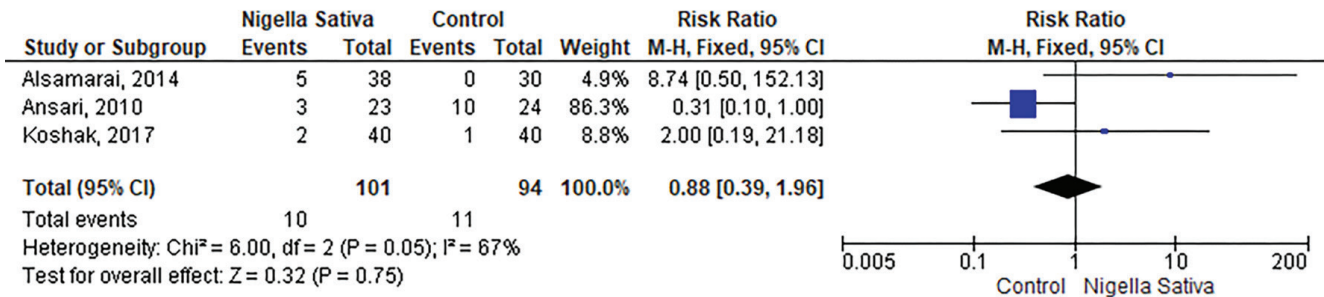 Nigella Sativa Control Risk Ratio Risk Ratio
Study or Subgroup Events Total Events Total Weight M-H, Fixed, 95% CI M-H, Fixed, 95% CI
Alsamarai, 2014 5 38 0 30 4.9% 8.74 [0.50, 152.13]
Ansari, 2010 3 23 10 24 86.3% 0.31 [0.10, 1.00]
Koshak, 2017 2 40 1 40 8.8% 2.00 [0.19, 21.18]
Total (95% CI) 101 94 100.0% 0.88 [0.39, 1.96]
Total events 10 11
Heterogeneity: Chi² = 6.00, df = 2 (P = 0.05); I² = 67%
Test for overall effect: Z = 0.32 (P = 0.75)
0.005 0.1 1 10 200
Control Nigella Sativa